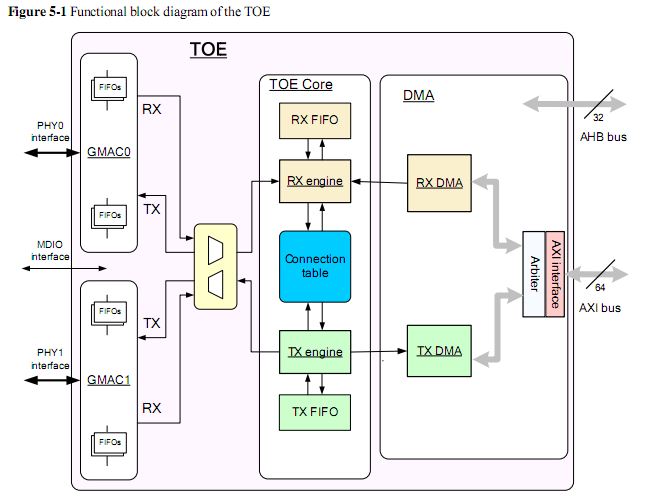 Figure 5-1 Functional block diagram of the TOE
TOE
FIFOs
RX
PHY0
interface
GMAC0
FIFOs
TX
MDIO
interface
FIFOs
TX
PHY1
interface
GMAC1
RX
FIFOs
TOE Core
RX FIFO
RX engine
Connection
table
TX engine
TX FIFO
DMA
RX DMA
TX DMA
Arbiter
AXI interface
32
AHB bus
64
AXI bus